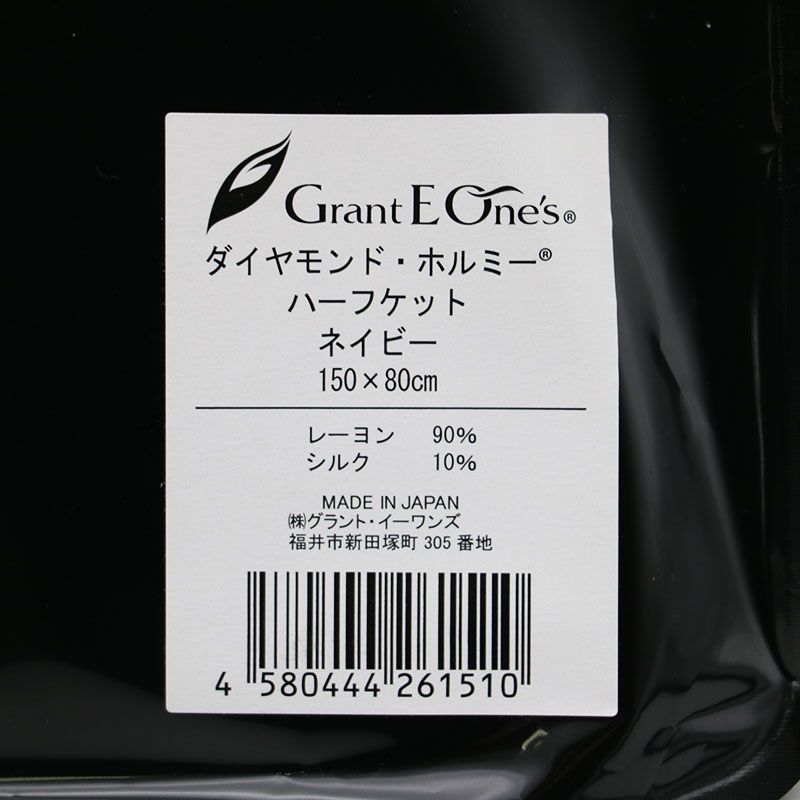 Grant E One's®
ダイヤモンド・ホルミー®
ハーフケット
ネイビー
150×80cm
レーヨン 90%
シルク 10%
MADE IN JAPAN
㈱グラント・イーワンズ
福井市新田塚町 305 番地
4 580444 261510